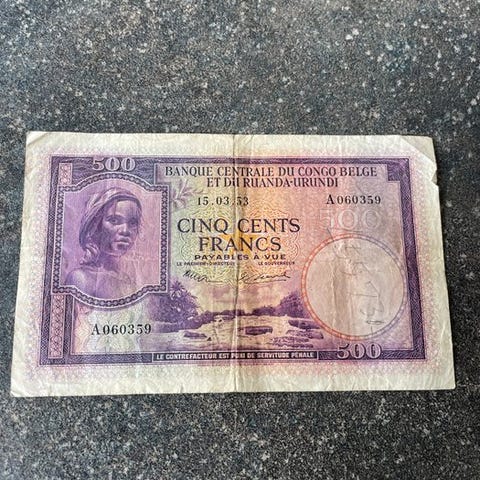 500
BANQUE CENTRALE DU CONGO BELGE
ET DU RUANDA-URUNDI
15.03.53 A060359
500
CINQ CENTS
FRANCS
PAYABLES A VUE
LE PREMIER DIRECTEUR LE GOUVERNEUR
A060359
500
LE CONTREFACTEUR EST PUNI DE SERVITUDE PÉNALE